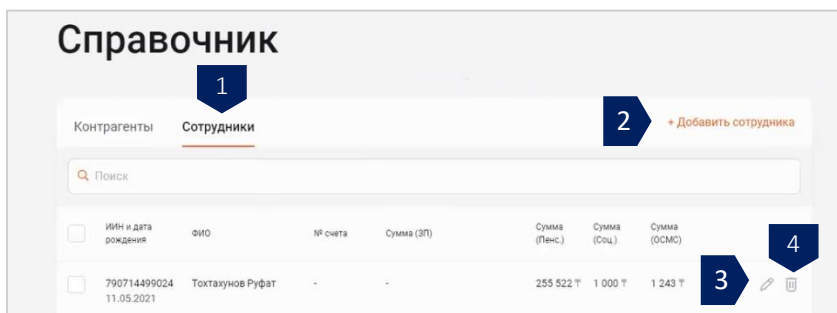 Справочник
1
Контрагенты Сотрудники 2 + Добавить сотрудника
Поиск
ИИН и дата рождения ФИО № счета Сумма (ЗП) Сумма (Пенс.) Сумма (Соц.) Сумма (ОСМС) 4
790714499024 Тохтахунов Руфат - - 255 522 ₸ 1 000 ₸ 1 243 ₸ 3
11.05.2021